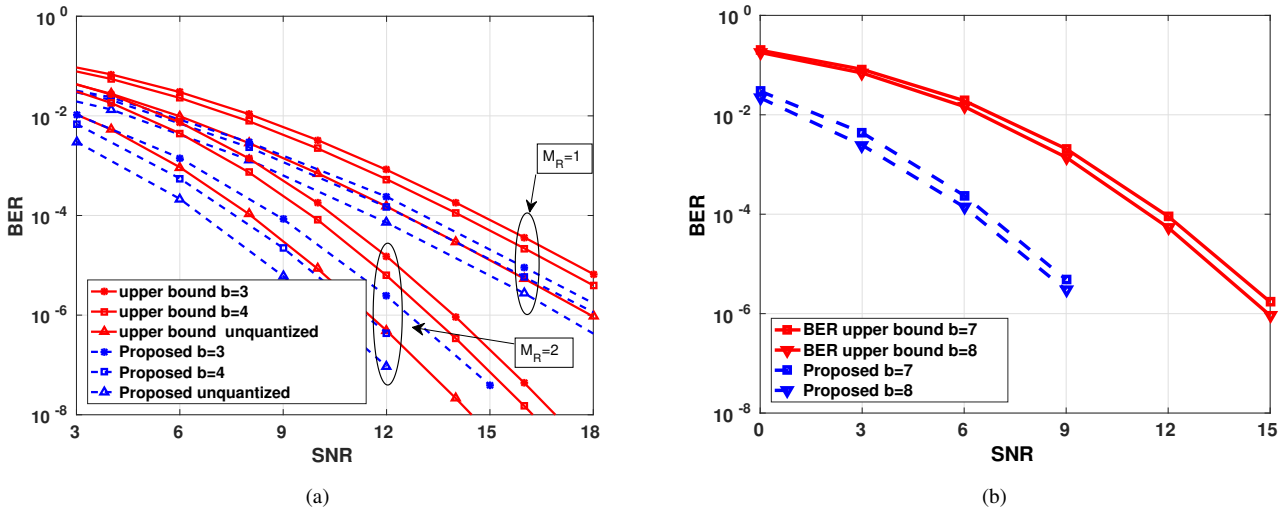 10 0
10 -2
10 -4
10 -6
10 -8
BER
3 6 9 12 15 18
SNR
M_R=1
M_R=2
upper bound b=3
upper bound b=4
upper bound unquantized
Proposed b=3
Proposed b=4
Proposed unquantized
(a)
10 0
10 -2
10 -4
10 -6
10 -8
BER
0 3 6 9 12 15
SNR
BER upper bound b=7
BER upper bound b=8
Proposed b=7
Proposed b=8
(b)